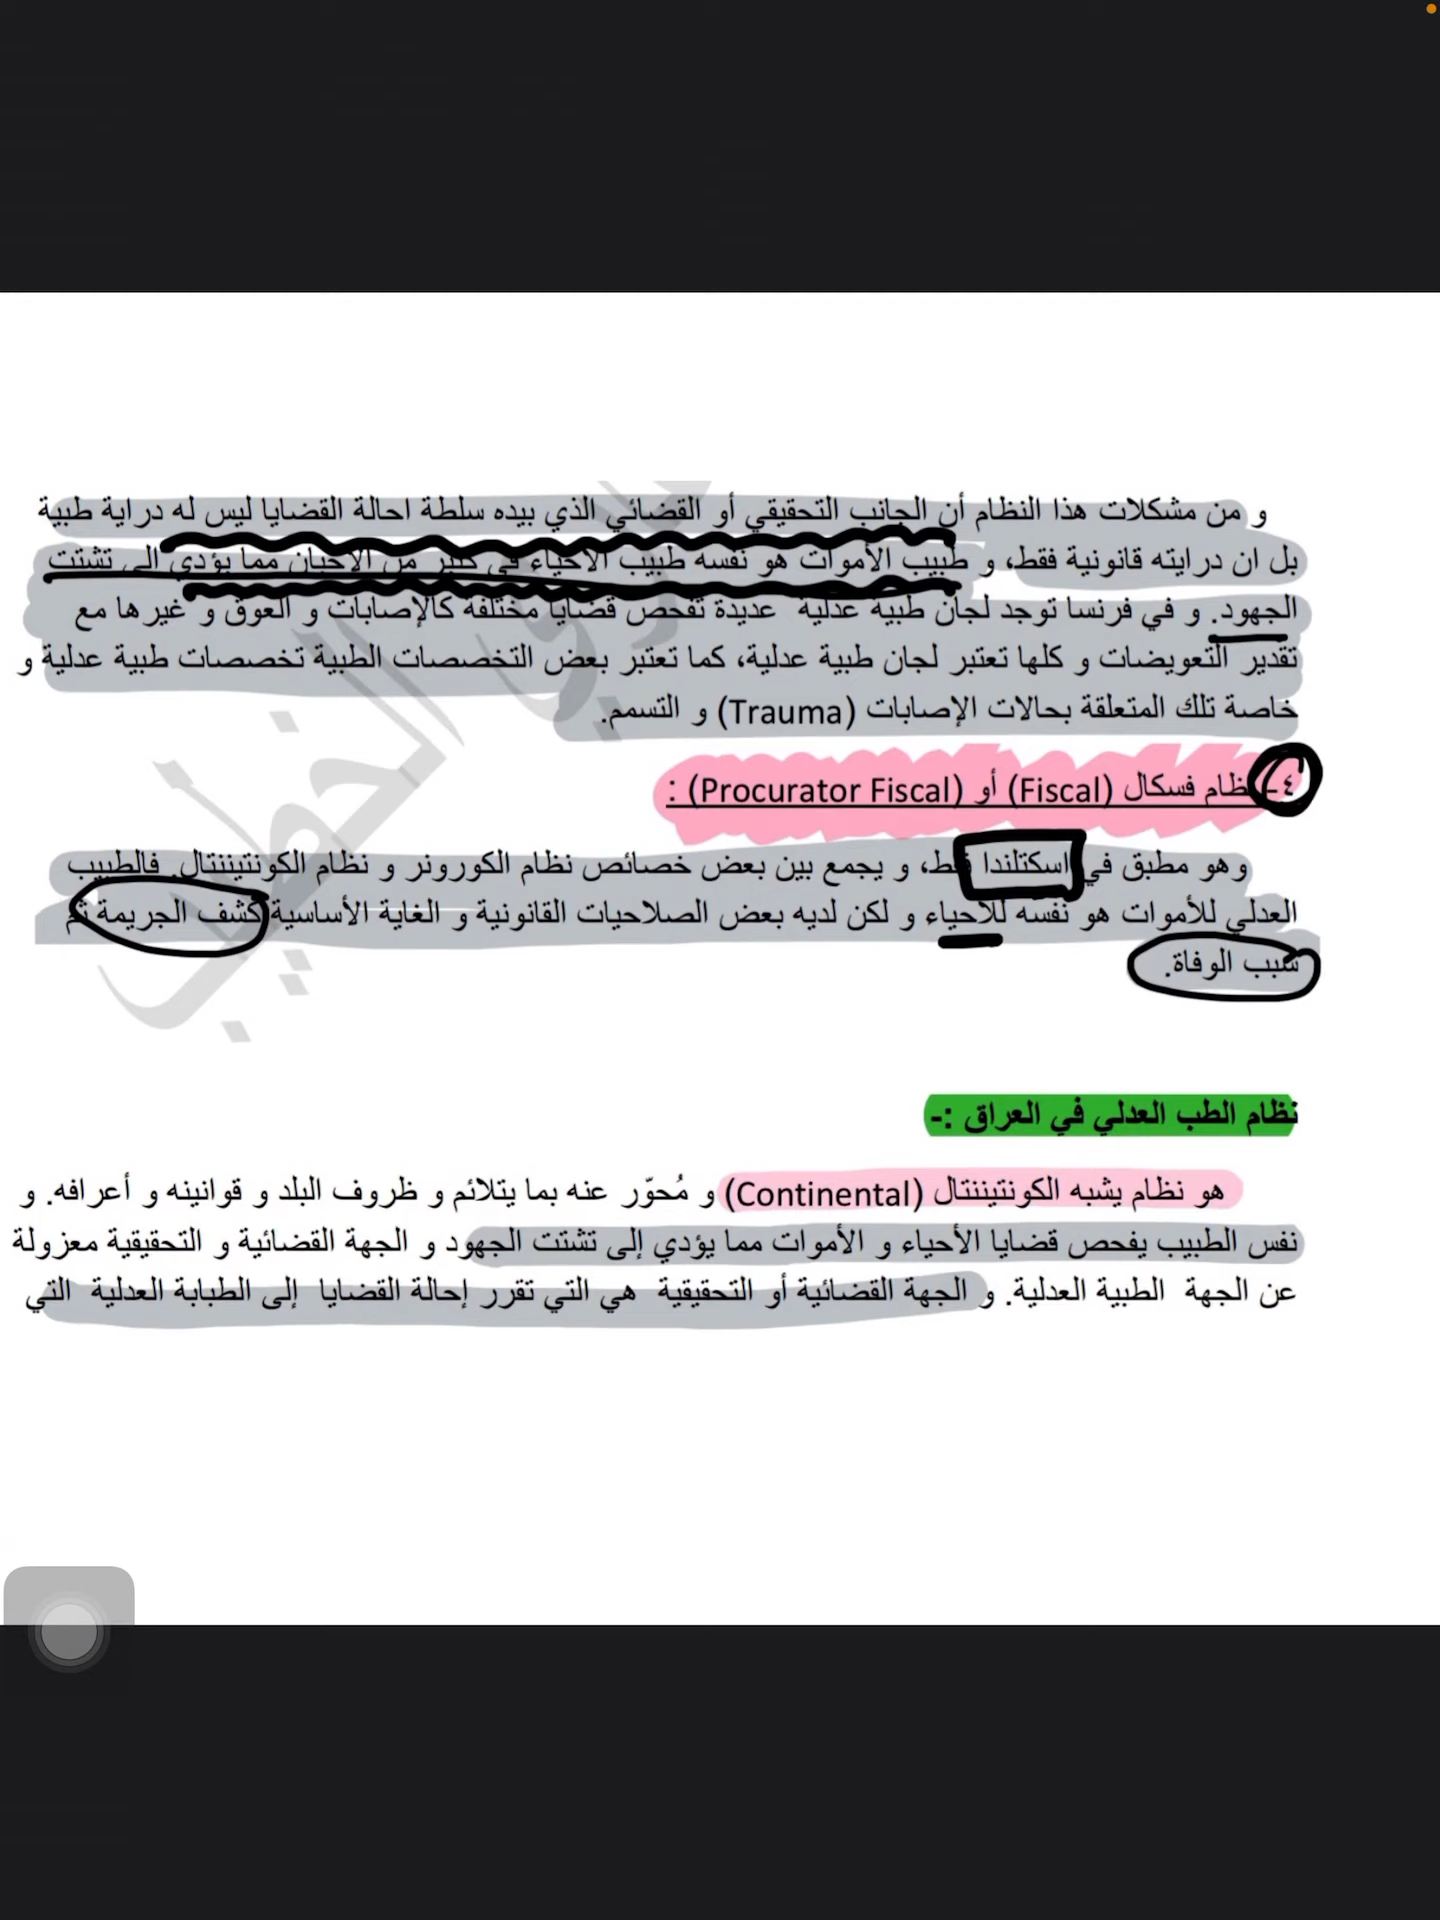 و من مشكلات هذا النظام أن الجانب التحقيقي أو القضائي الذي بيده سلطة احالة القضايا ليس له دراية طبية
بل ان درايته قانونية فقط، و طبيب الأموات هو نفسه طبيب الاحياء في كثير من الاحيان مما يؤدي الى تشتت
الجهود. و في فرنسا توجد لجان طبية عدلية عديدة تفحص قضايا مختلفة كالإصابات و العوق و غيرها مع
تقدير التعويضات و كلها تعتبر لجان طبية عدلية، كما تعتبر بعض التخصصات الطبية تخصصات طبية عدلية و
خاصة تلك المتعلقة بحالات الإصابات (Trauma) و التسمم.
٤- نظام فسكال (Fiscal) أو (Procurator Fiscal) :
وهو مطبق في اسكتلندا فقط، و يجمع بين بعض خصائص نظام الكورونر و نظام الكونتيننتال. فالطبيب
العدلي للأموات هو نفسه للاحياء و لكن لديه بعض الصلاحيات القانونية و الغاية الأساسية كشف الجريمة ثم
سبب الوفاة.
نظام الطب العدلي في العراق :-
هو نظام يشبه الكونتيننتال (Continental) و مُحوّر عنه بما يتلائم و ظروف البلد و قوانينه و أعرافه. و
نفس الطبيب يفحص قضايا الأحياء و الأموات مما يؤدي إلى تشتت الجهود و الجهة القضائية و التحقيقية معزولة
عن الجهة الطبية العدلية. و الجهة القضائية أو التحقيقية هي التي تقرر إحالة القضايا إلى الطبابة العدلية التي